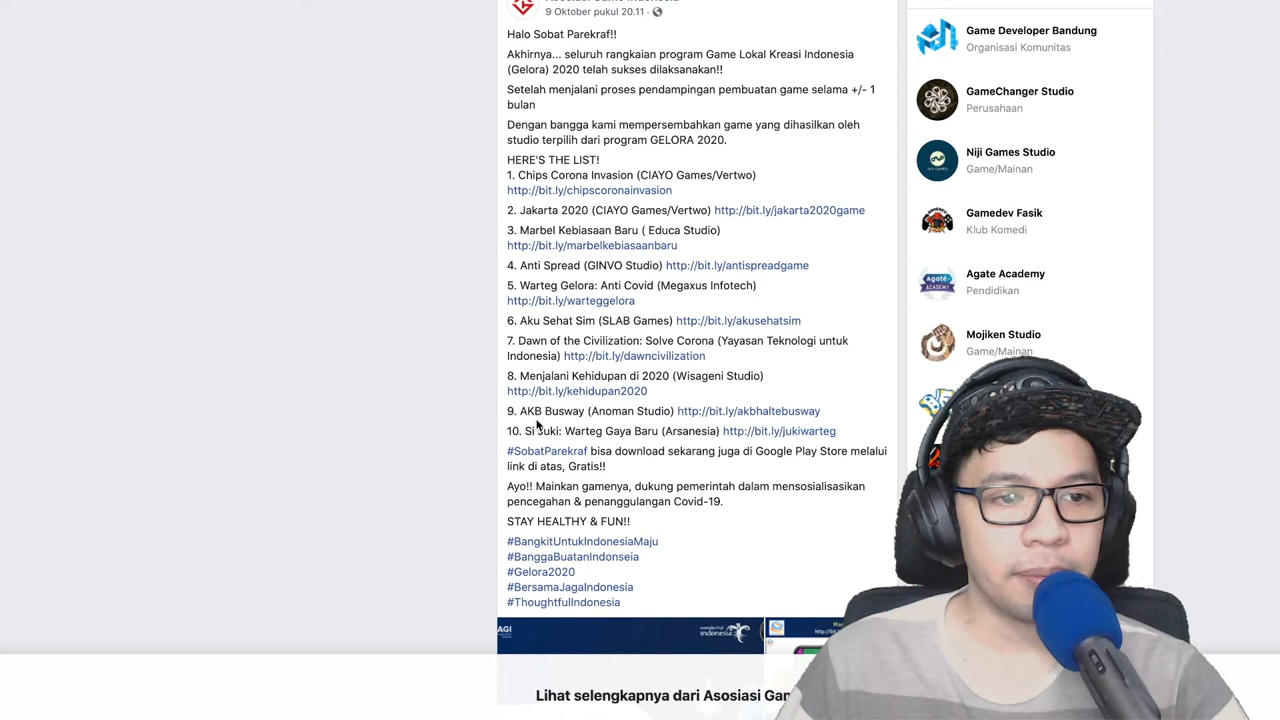 9 Oktober pukul 20.11 ·
Halo Sobat Parekraf!!
Akhirnya... seluruh rangkaian program Game Lokal Kreasi Indonesia
(Gelora) 2020 telah sukses dilaksanakan!!
Setelah menjalani proses pendampingan pembuatan game selama +/- 1
bulan
Dengan bangga kami mempersembahkan game yang dihasilkan oleh
studio terpilih dari program GELORA 2020.
HERE'S THE LIST!
1. Chips Corona Invasion (CIAYO Games/Vertwo)
http://bit.ly/chipscoronainvasion
2. Jakarta 2020 (CIAYO Games/Vertwo) http://bit.ly/jakarta2020game
3. Marbel Kebiasaan Baru ( Educa Studio)
http://bit.ly/marbelkebiasaanbaru
4. Anti Spread (GINVO Studio) http://bit.ly/antispreadgame
5. Warteg Gelora: Anti Covid (Megaxus Infotech)
http://bit.ly/warteggelora
6. Aku Sehat Sim (SLAB Games) http://bit.ly/akusehatsim
7. Dawn of the Civilization: Solve Corona (Yayasan Teknologi untuk
Indonesia) http://bit.ly/dawncivilization
8. Menjalani Kehidupan di 2020 (Wisageni Studio)
http://bit.ly/kehidupan2020
9. AKB Busway (Anoman Studio) http://bit.ly/akbhaltebusway
10. Si Juki: Warteg Gaya Baru (Arsanesia) http://bit.ly/jukiwarteg
#SobatParekraf bisa download sekarang juga di Google Play Store melalui
link di atas, Gratis!!
Ayo!! Mainkan gamenya, dukung pemerintah dalam mensosialisasikan
pencegahan & penanggulangan Covid-19.
STAY HEALTHY & FUN!!
#BangkitUntukIndonesiaMaju
#BanggaBuatanIndonseia
#Gelora2020
#BersamaJagaIndonesia
#ThoughtfulIndonesia
AGI
indonesia
Lihat selengkapnya dari Asosiasi
Game Developer Bandung
Organisasi Komunitas
GameChanger Studio
Perusahaan
Niji Games Studio
Game/Mainan
Gamedev Fasik
Klub Komedi
Agate Academy
Pendidikan
Mojiken Studio
Game/Mainan